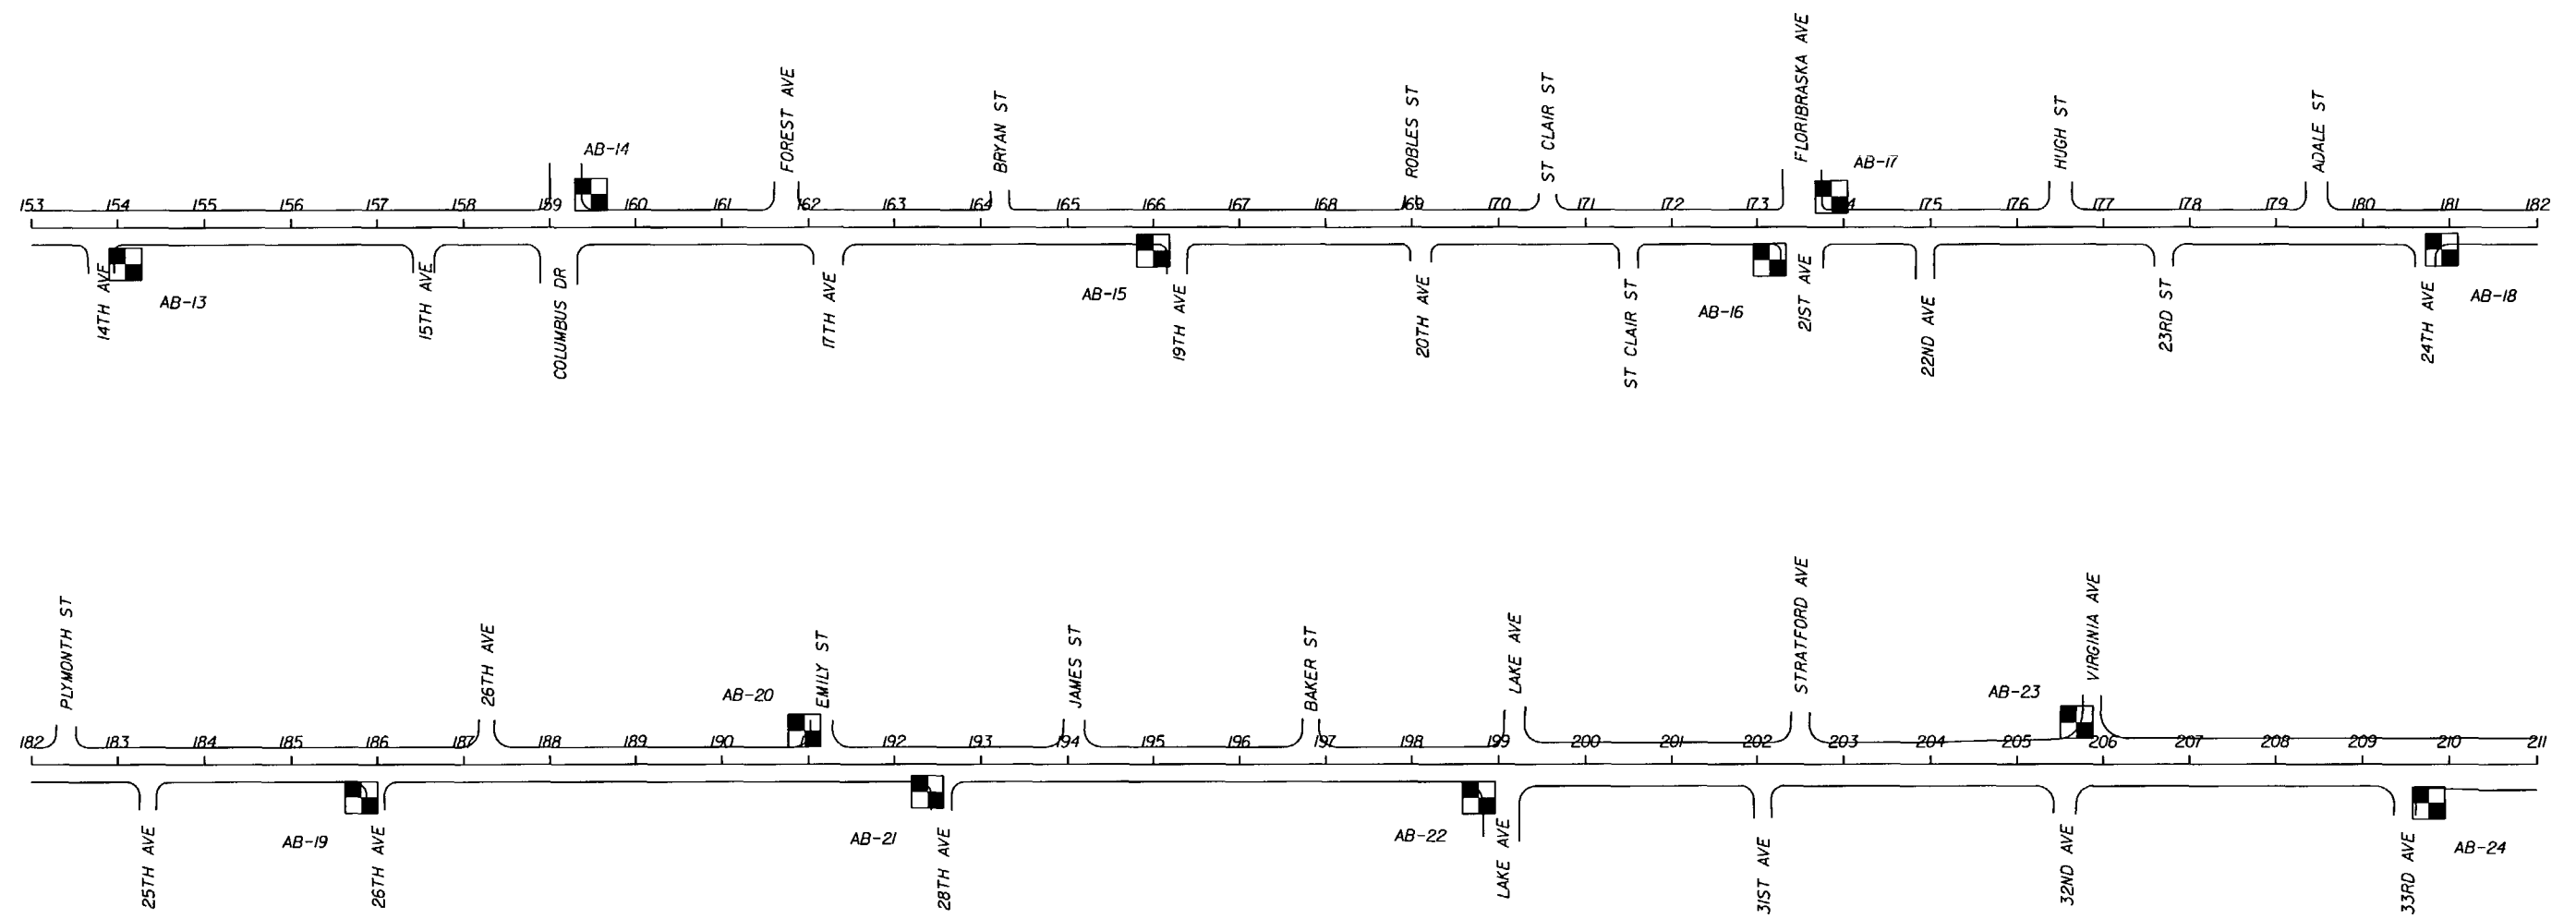 FLORIBRASKA AVE
FOREST AVE
BRYAN ST
ROBLES ST
ST CLAIR ST
HUGH ST
ADALE ST
AB-14
AB-17
153 154 155 156 157 158 159 160 161 162 163 164 165 166 167 168 169 170 171 172 173 174 175 176 177 178 179 180 181 182
14TH AVE
AB-13
15TH AVE
COLUMBUS DR
17TH AVE
AB-15
19TH AVE
20TH AVE
ST CLAIR ST
AB-16
21ST AVE
22ND AVE
23RD ST
24TH AVE
AB-18
PLYMONTH ST
26TH AVE
AB-20
EMILY ST
JAMES ST
BAKER ST
LAKE AVE
STRATFORD AVE
AB-23
VIRGINIA AVE
182 183 184 185 186 187 188 189 190 192 193 194 195 196 197 198 199 200 201 202 203 204 205 206 207 208 209 210 211
25TH AVE
AB-19
26TH AVE
AB-21
28TH AVE
AB-22
LAKE AVE
31ST AVE
32ND AVE
33RD AVE
AB-24